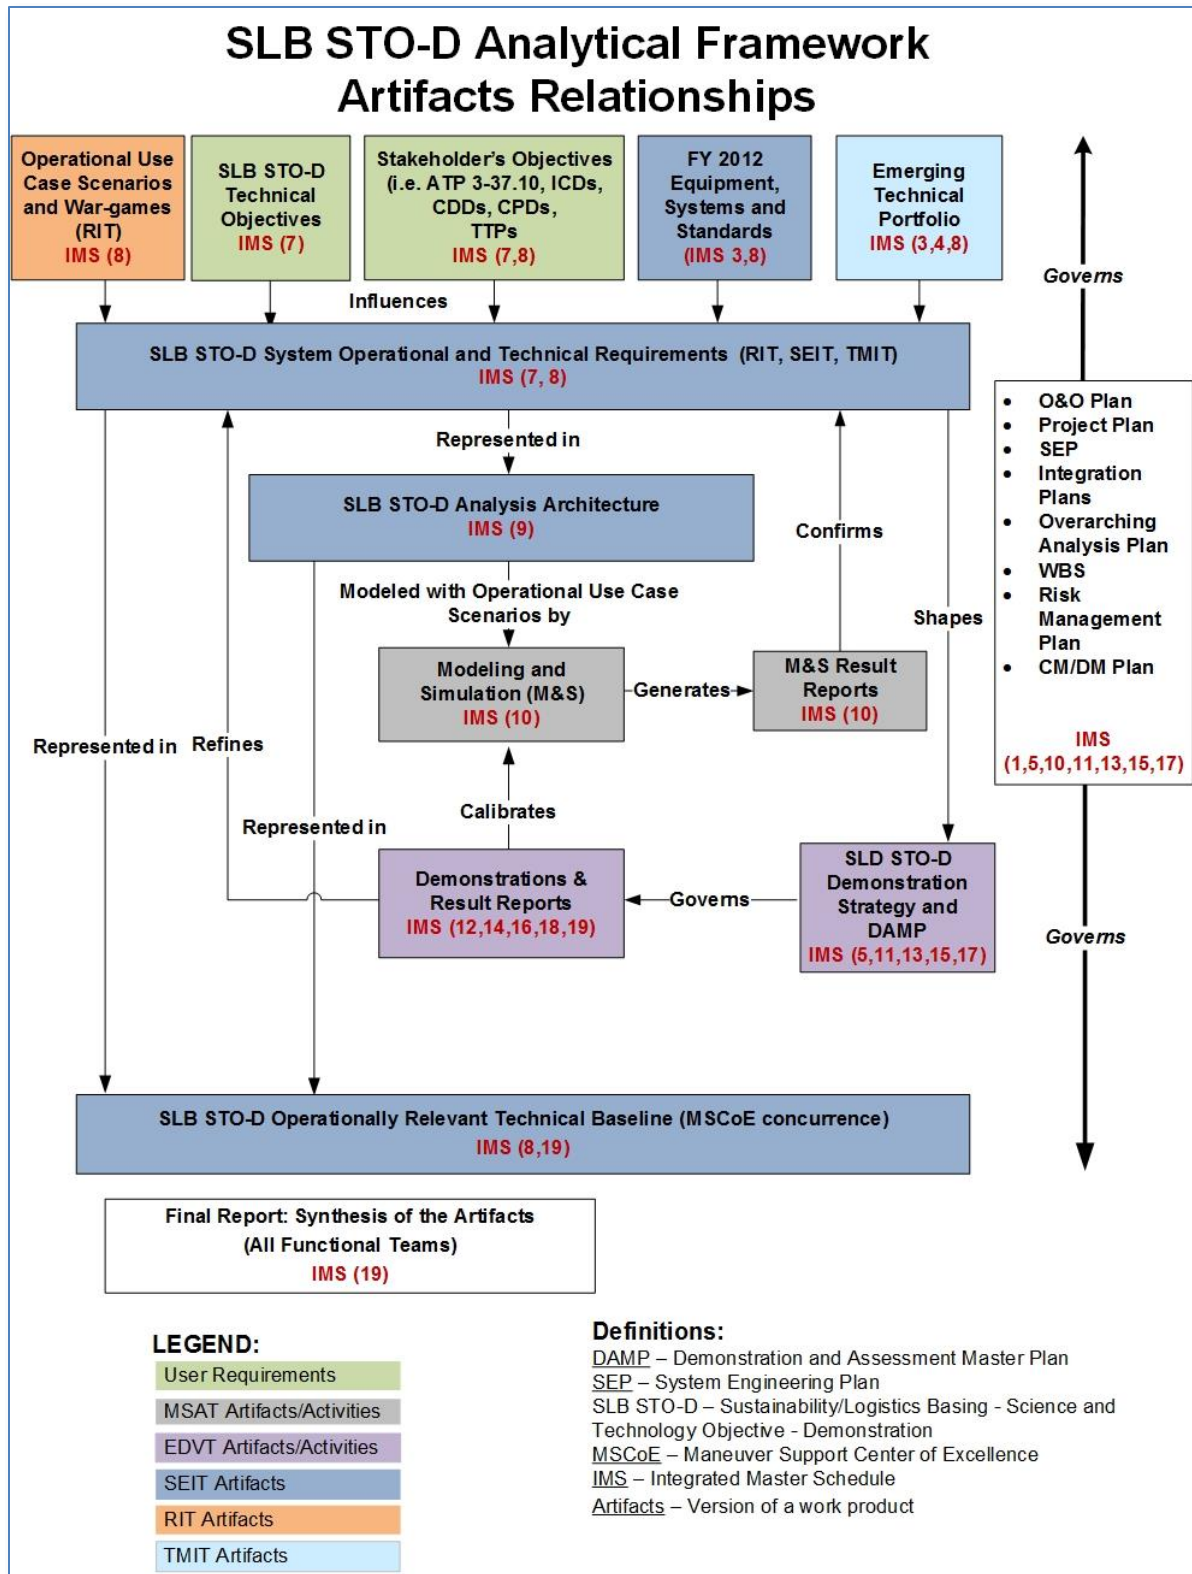 SLB STO-D Analytical Framework
Artifacts Relationships
Operational Use
Case Scenarios
and War-games
(RIT)
IMS (8)
SLB STO-D
Technical
Objectives
IMS (7)
Stakeholder's Objectives
(i.e. ATP 3-37.10, ICDs,
CDDs, CPDs,
TTPs
IMS (7,8)
FY 2012
Equipment,
Systems and
Standards
(IMS 3,8)
Emerging
Technical
Portfolio
IMS (3,4,8)
Influences
Governs
SLB STO-D System Operational and Technical Requirements (RIT, SEIT, TMIT)
IMS (7, 8)
• O&O Plan
• Project Plan
• SEP
• Integration
Plans
• Overarching
Analysis Plan
• WBS
• Risk
Management
Plan
• CM/DM Plan
IMS
(1,5,10,11,13,15,17)
Represented in
SLB STO-D Analysis Architecture
IMS (9)
Confirms
Modeled with Operational Use Case
Scenarios by
Shapes
Modeling and
Simulation (M&S)
IMS (10)
Generates
M&S Result
Reports
IMS (10)
Represented in
Refines
Calibrates
Represented in
Demonstrations &
Result Reports
IMS (12,14,16,18,19)
Governs
SLD STO-D
Demonstration
Strategy and
DAMP
IMS (5,11,13,15,17)
Governs
SLB STO-D Operationally Relevant Technical Baseline (MSCoE concurrence)
IMS (8,19)
Final Report: Synthesis of the Artifacts
(All Functional Teams)
IMS (19)
LEGEND:
User Requirements
MSAT Artifacts/Activities
EDVT Artifacts/Activities
SEIT Artifacts
RIT Artifacts
TMIT Artifacts
Definitions:
DAMP – Demonstration and Assessment Master Plan
SEP – System Engineering Plan
SLB STO-D – Sustainability/Logistics Basing - Science and
Technology Objective - Demonstration
MSCoE – Maneuver Support Center of Excellence
IMS – Integrated Master Schedule
Artifacts – Version of a work product